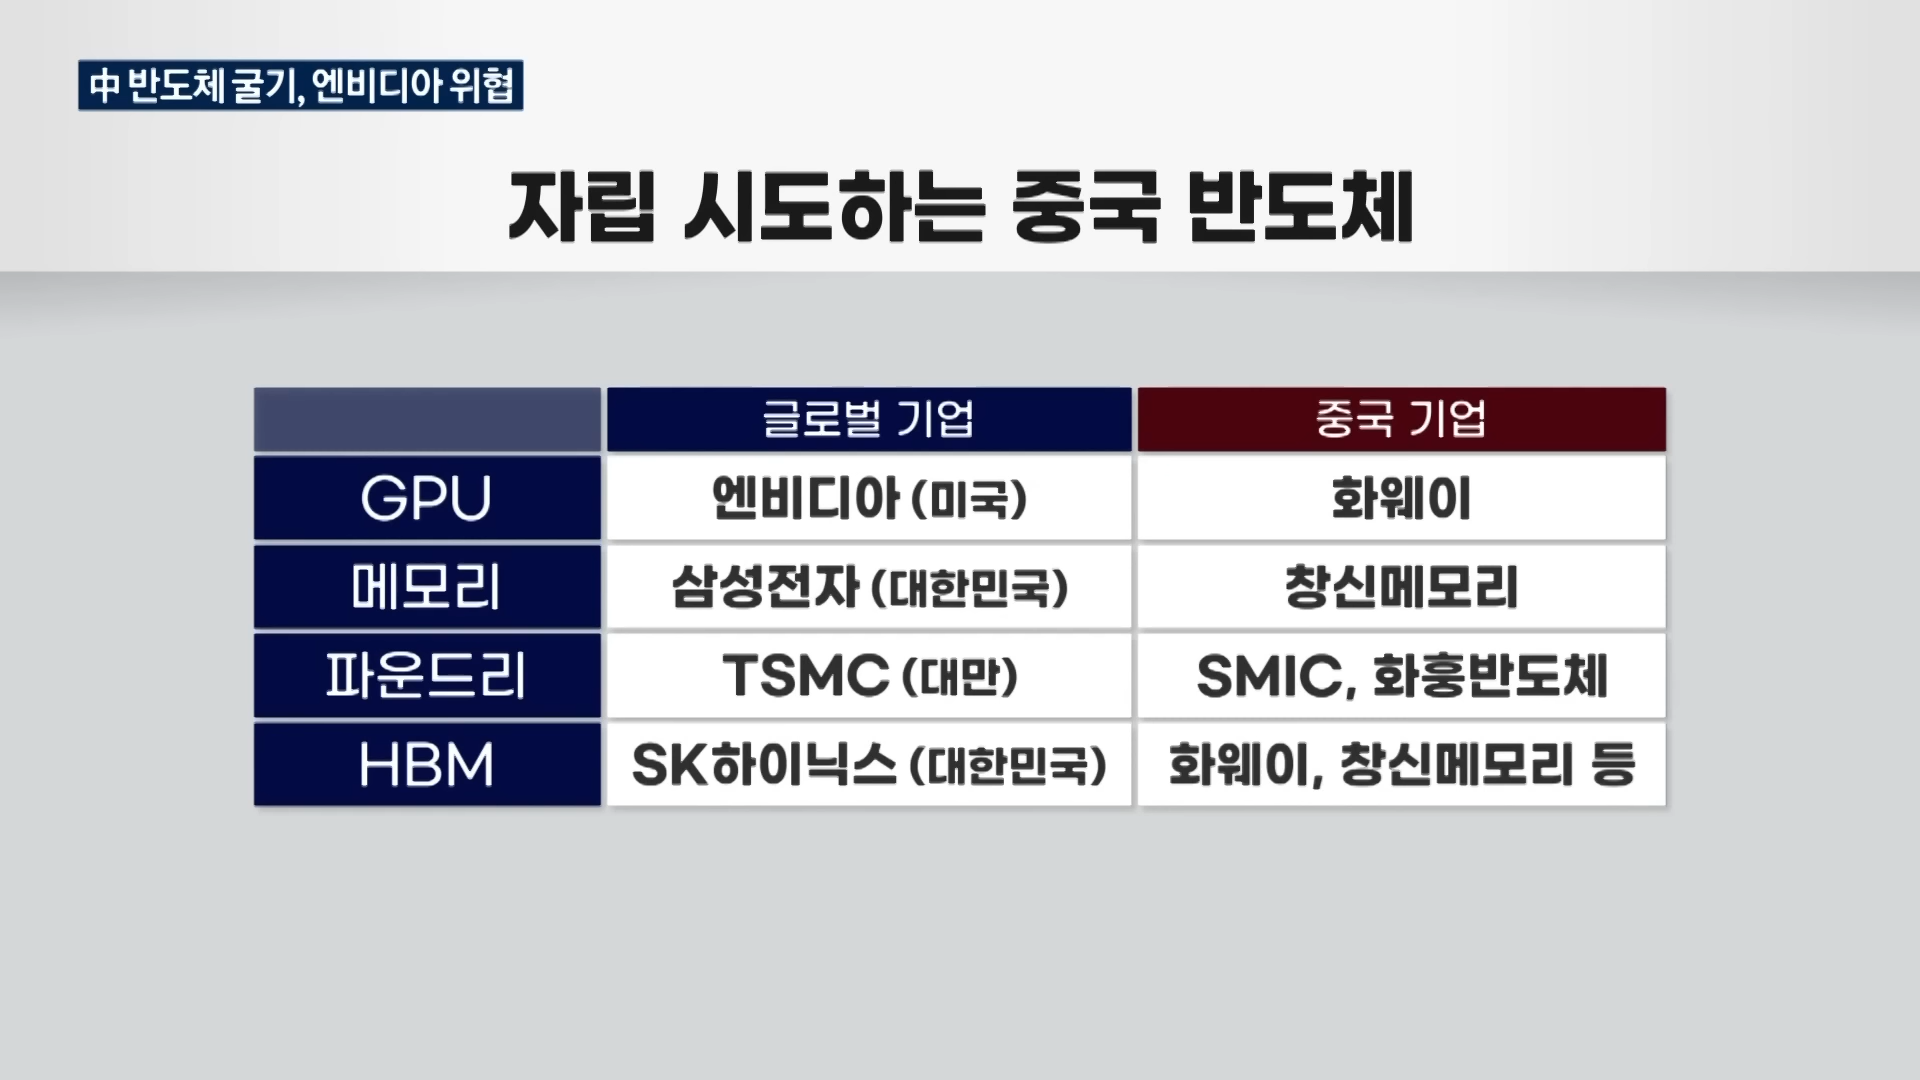 中 반도체 굴기, 엔비디아 위협
자립 시도하는 중국 반도체
글로벌 기업 중국 기업
GPU 엔비디아 (미국) 화웨이
메모리 삼성전자 (대한민국) 창신메모리
파운드리 TSMC (대만) SMIC, 화훙반도체
HBM SK하이닉스 (대한민국) 화웨이, 창신메모리 등